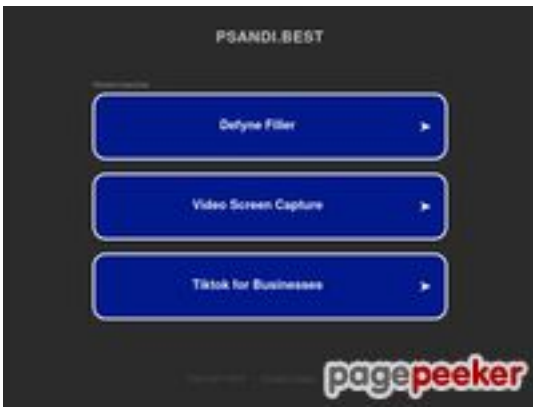 PSANDI.BEST
Defyne Filler
Video Screen Capture
Tiktok for Businesses
pagepeeker